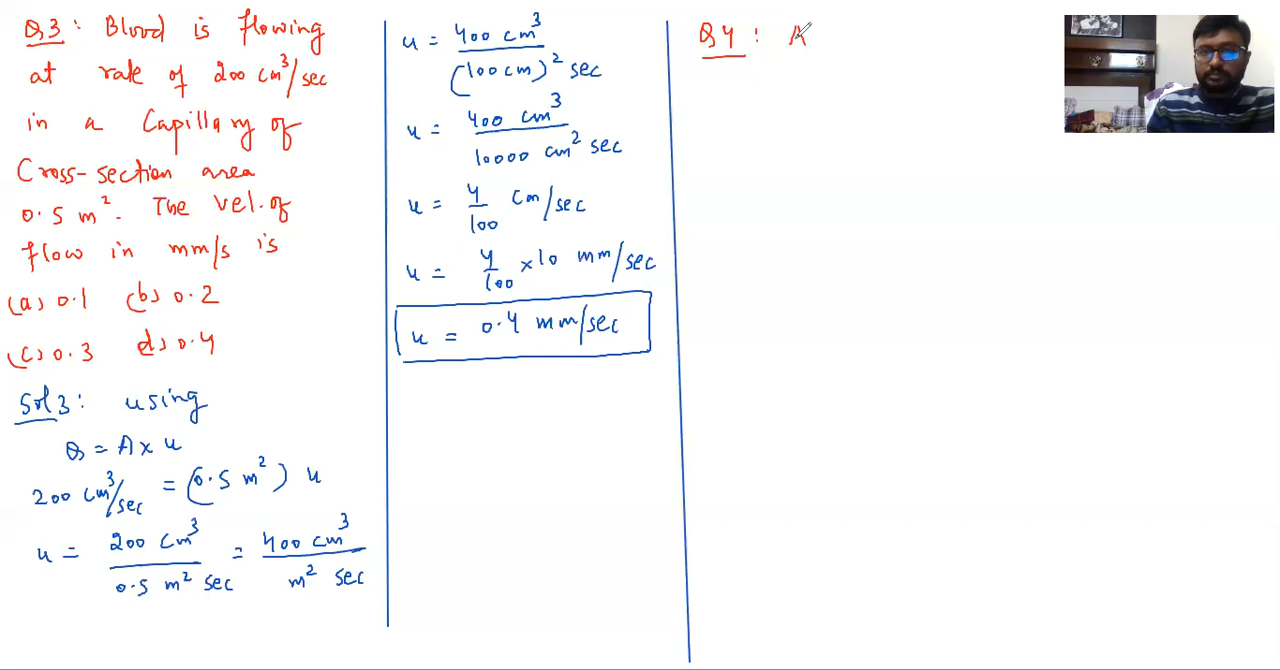 Q3: Blood is flowing
at rate of 200 cm³/sec
in a Capillary of
Cross-section area
0.5 m². The vel. of
flow in mm/s is
(a) 0.1 (b) 0.2
(c) 0.3 (d) 0.4
Sol 3: using
Q = A × u
200 cm³/sec = (0.5 m²) u
u = 200 cm³ / 0.5 m² sec = 400 cm³ / m² sec
u = 400 cm³ / (100 cm)² sec
u = 400 cm³ / 10000 cm² sec
u = 4/100 cm/sec
u = 4/100 × 10 mm/sec
u = 0.4 mm/sec
Q4: A